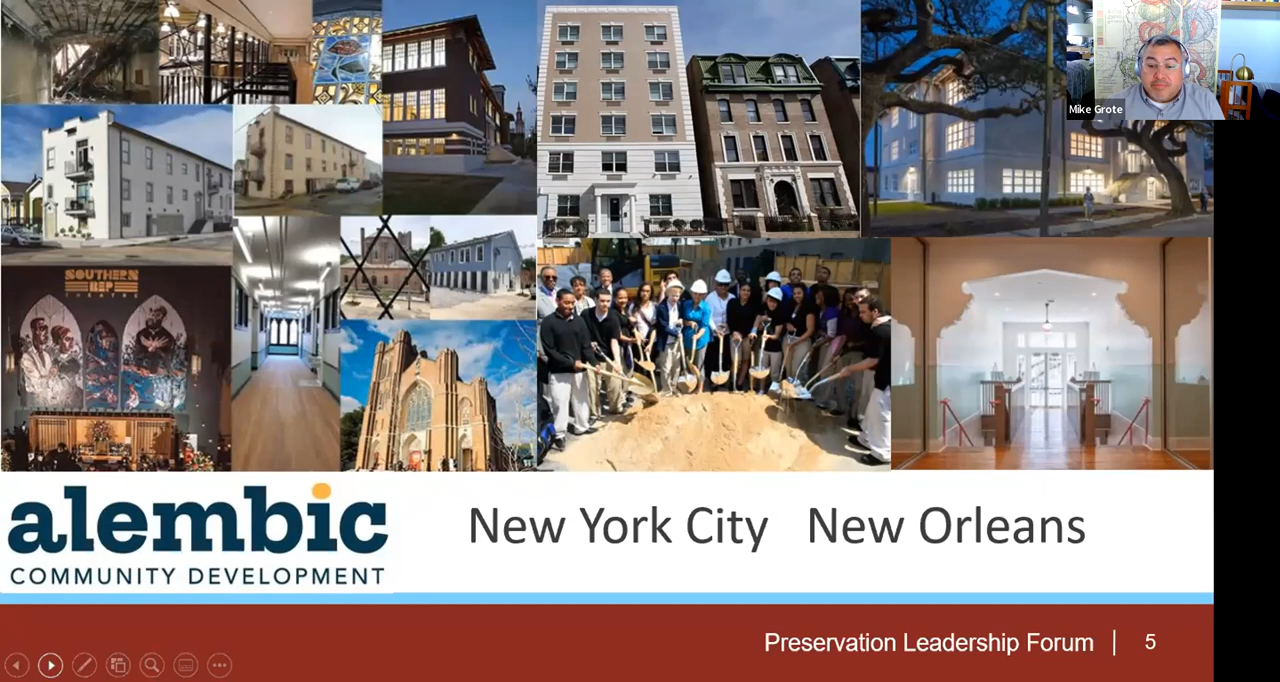 Mike Grote
SOUTHERN
REP
THEATRE
alembic
COMMUNITY DEVELOPMENT
New York City New Orleans
Preservation Leadership Forum | 5